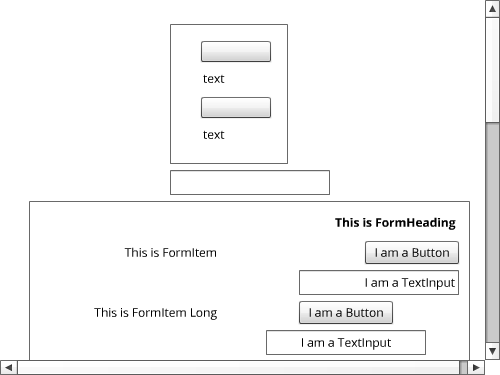 text
text
This is FormHeading
This is FormItem
I am a Button
I am a TextInput
This is FormItem Long
I am a Button
I am a TextInput